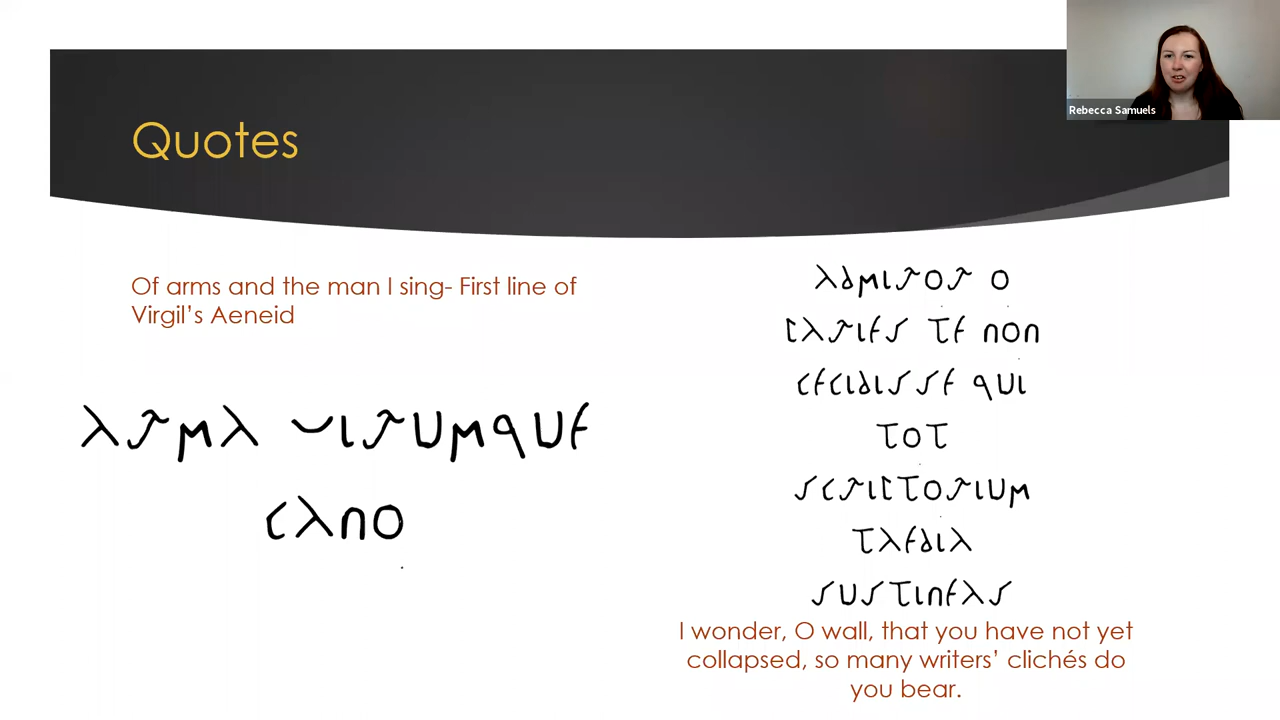 Rebecca Samuels
Quotes
Of arms and the man I sing- First line of
Virgil's Aeneid
arma virumque
cano
admiror o
paries te non
cecidisse qui
tot
scriptorium
taedia
sustineas
I wonder, O wall, that you have not yet
collapsed, so many writers' clichés do
you bear.